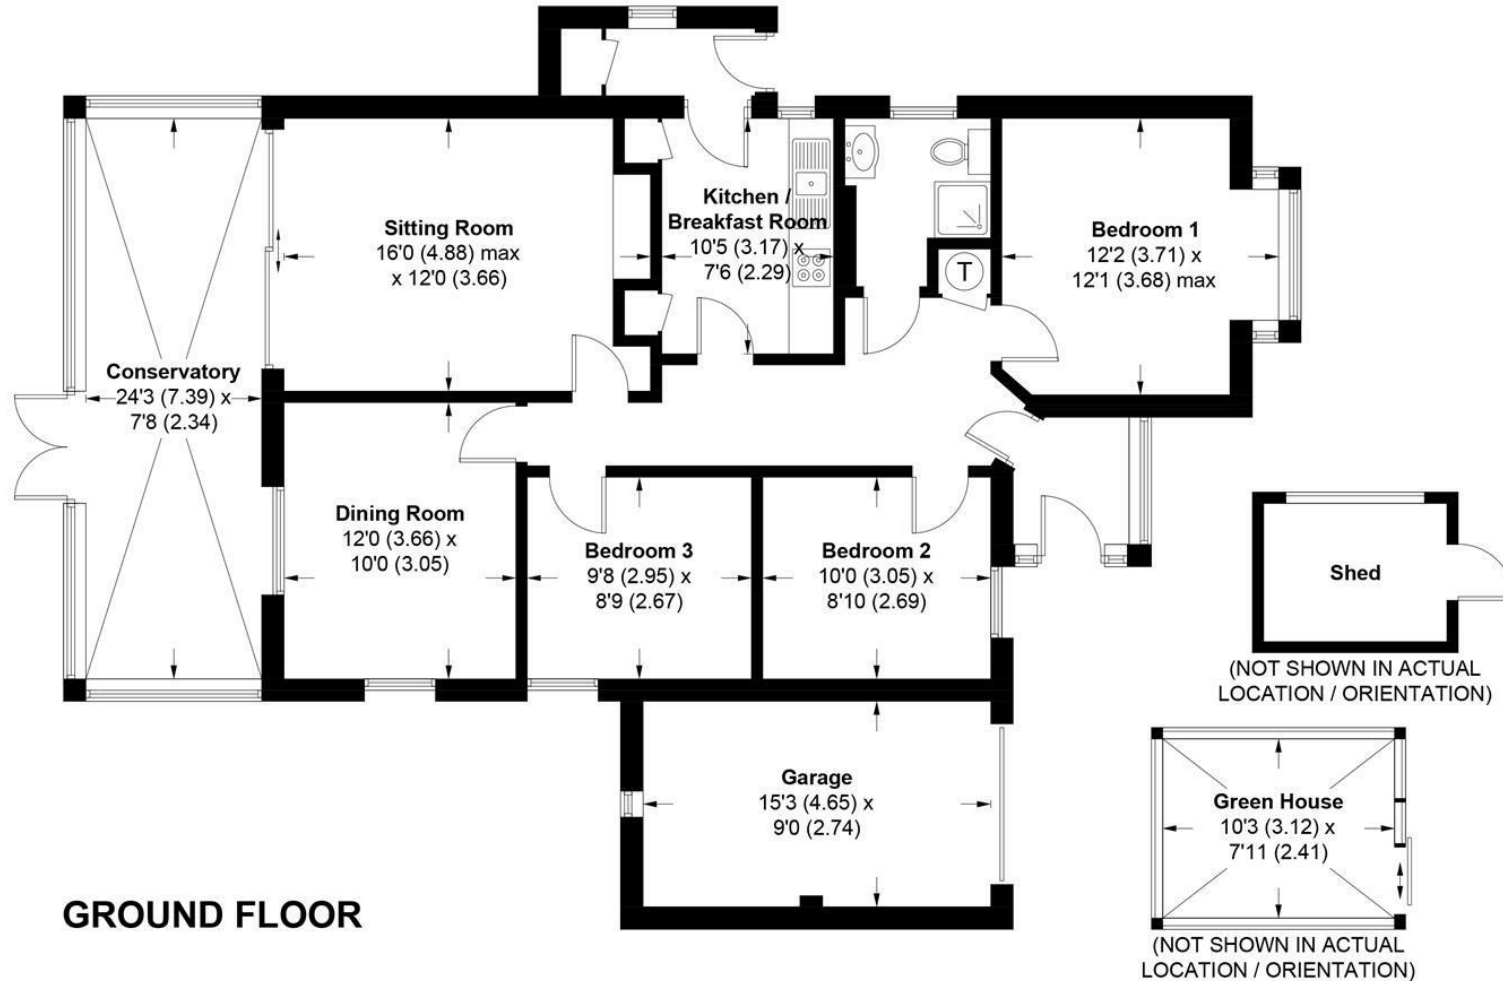 Sitting Room
16'0 (4.88) max
x 12'0 (3.66)
Kitchen /
Breakfast Room
10'5 (3.17) x
7'6 (2.29)
T
Bedroom 1
12'2 (3.71) x
12'1 (3.68) max
Conservatory
24'3 (7.39) x
7'8 (2.34)
Dining Room
12'0 (3.66) x
10'0 (3.05)
Bedroom 3
9'8 (2.95) x
8'9 (2.67)
Bedroom 2
10'0 (3.05) x
8'10 (2.69)
Shed
(NOT SHOWN IN ACTUAL
LOCATION / ORIENTATION)
Garage
15'3 (4.65) x
9'0 (2.74)
Green House
10'3 (3.12) x
7'11 (2.41)
(NOT SHOWN IN ACTUAL
LOCATION / ORIENTATION)
GROUND FLOOR